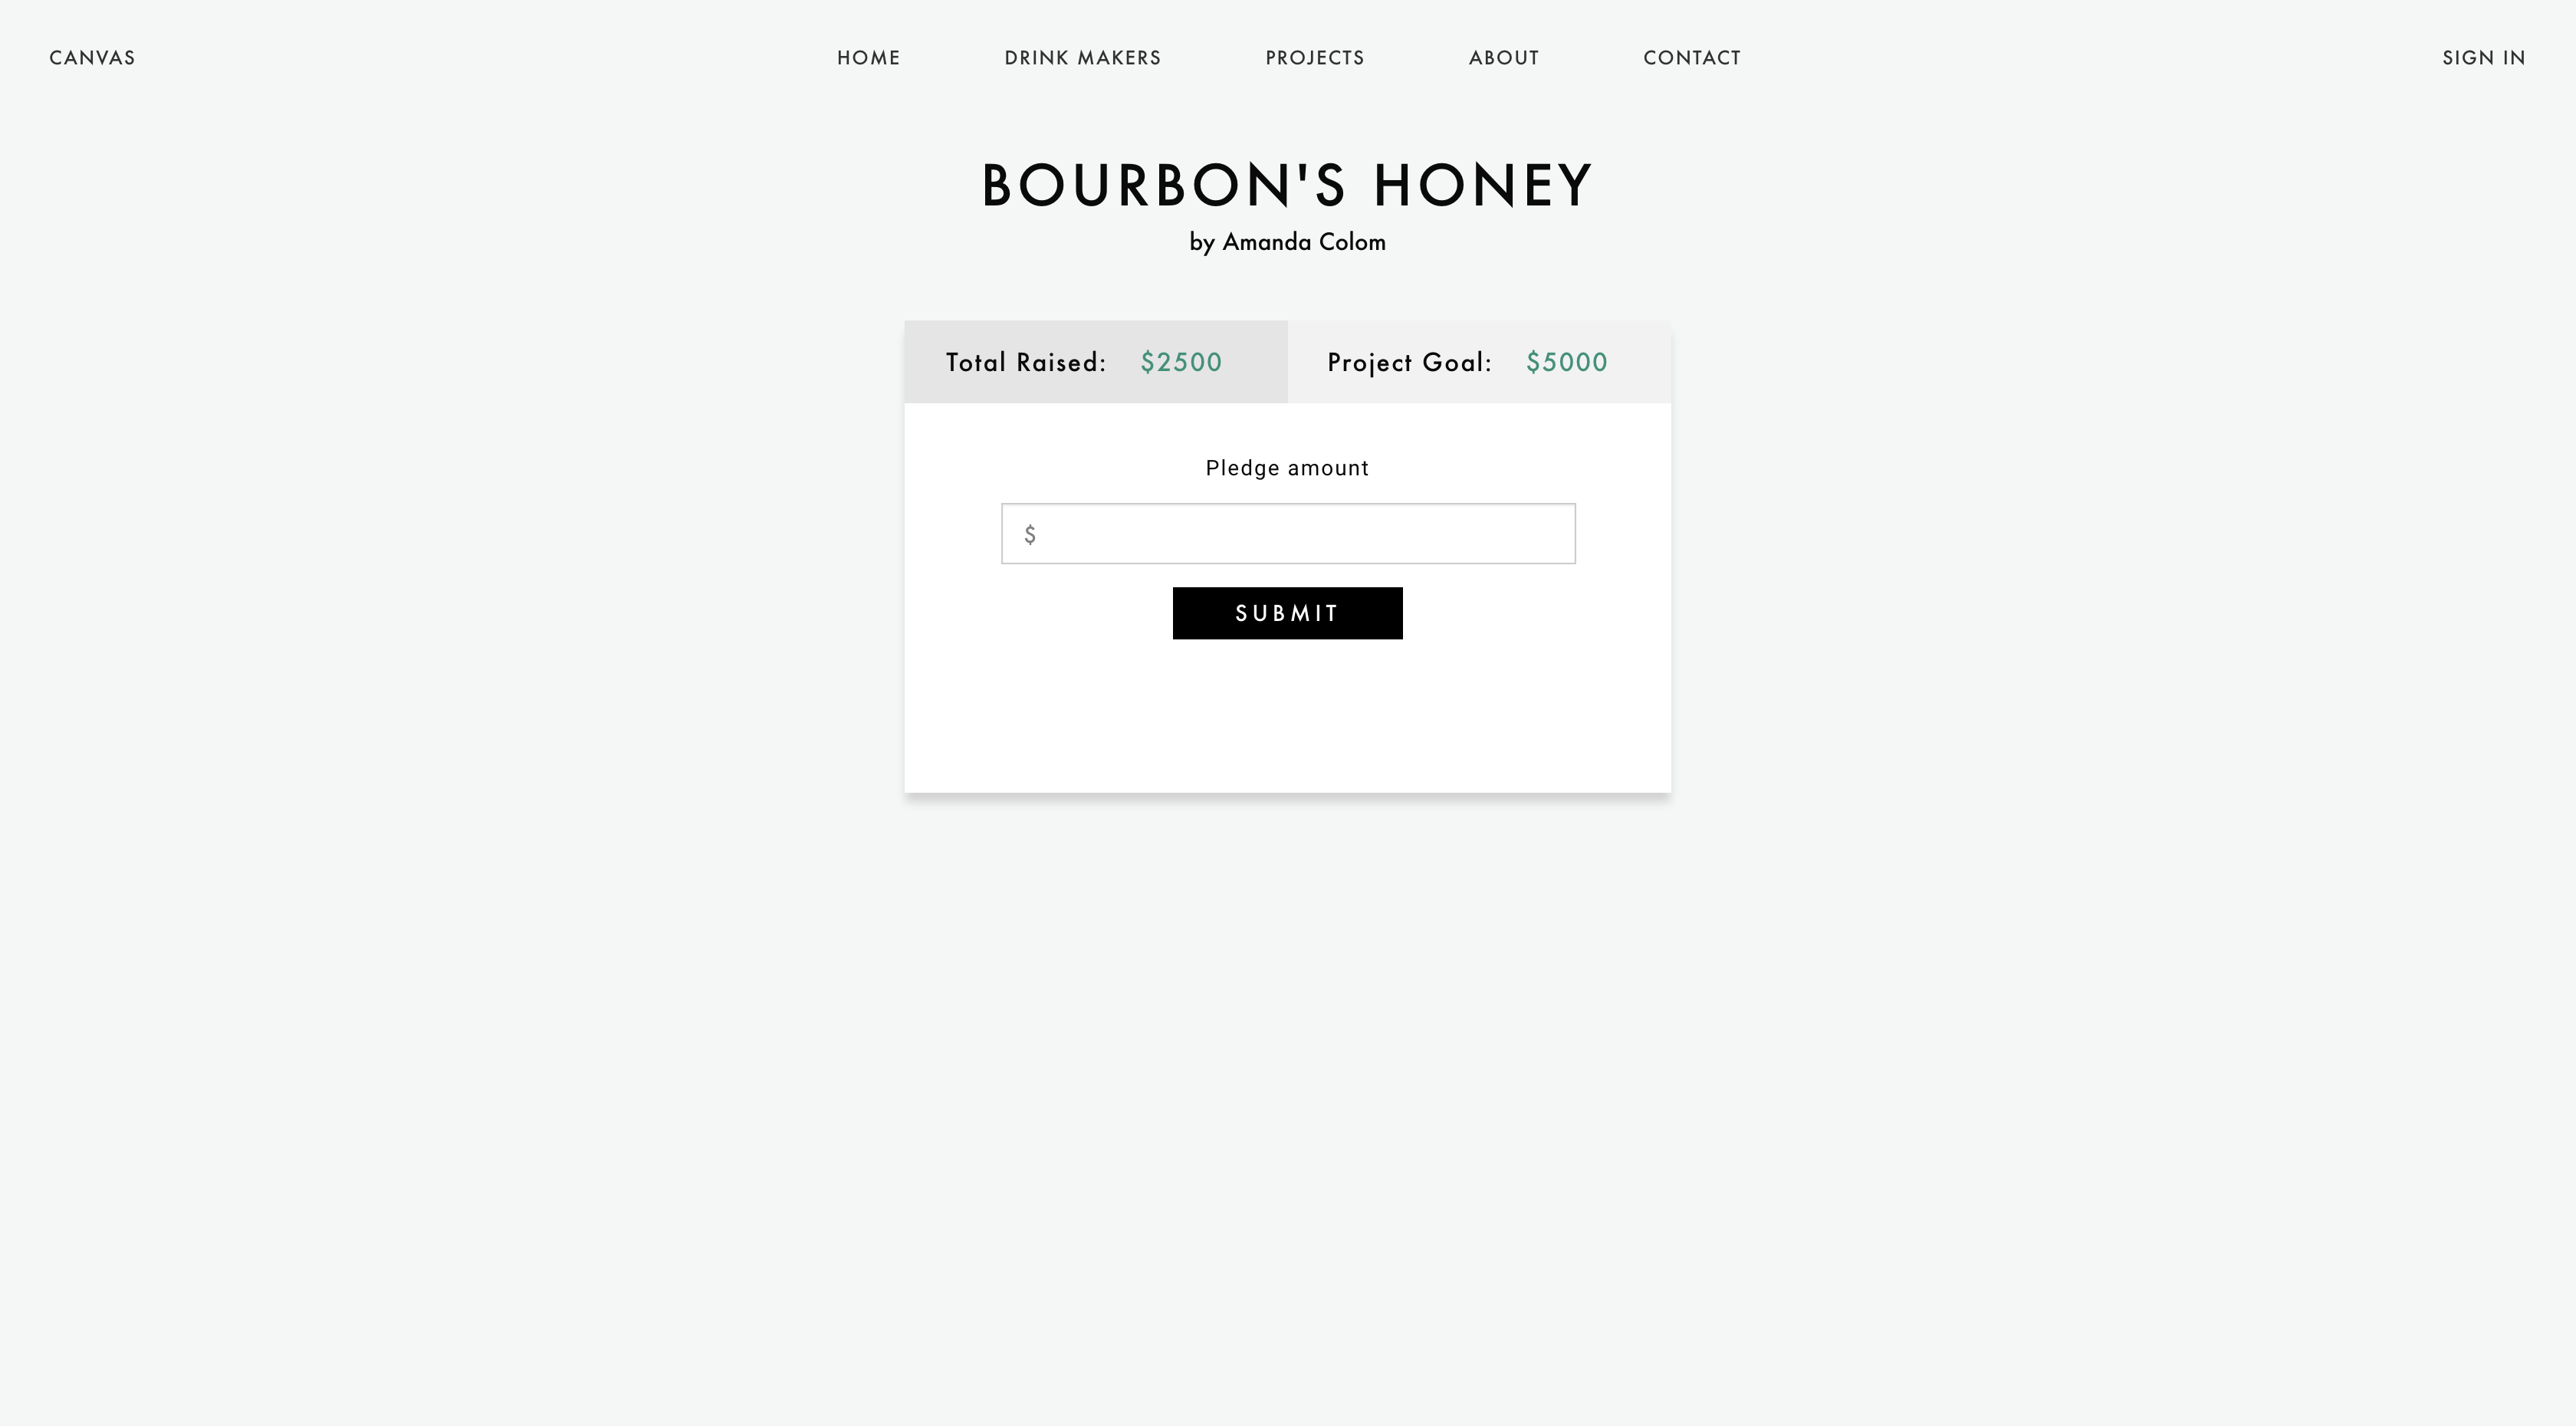 CANVAS HOME DRINK MAKERS PROJECTS ABOUT CONTACT SIGN IN
BOURBON'S HONEY
by Amanda Colom
Total Raised: $2500 Project Goal: $5000
Pledge amount
$
SUBMIT